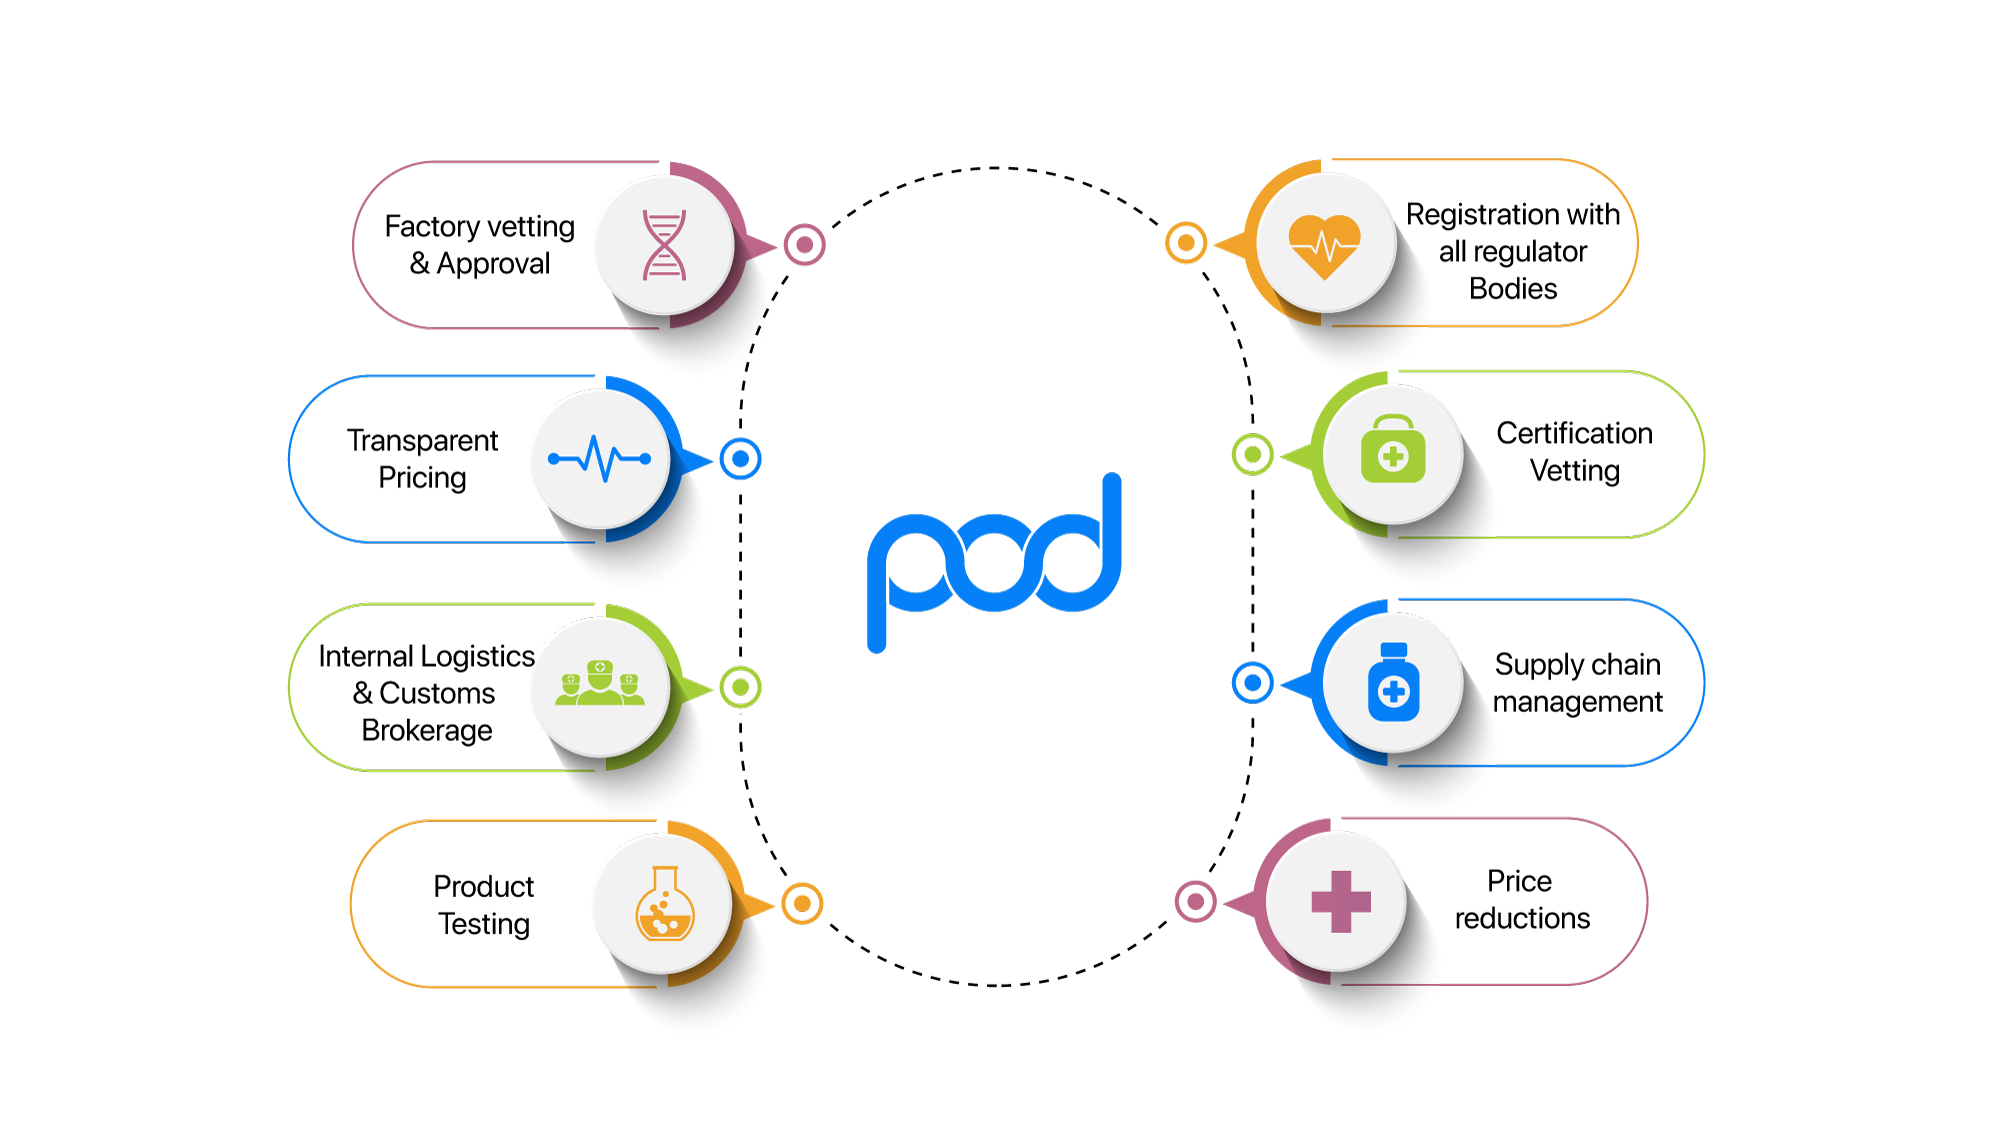 Factory vetting
& Approval
Transparent
Pricing
Internal Logistics
& Customs
Brokerage
Product
Testing
pod
Registration with
all regulator
Bodies
Certification
Vetting
Supply chain
management
Price
reductions